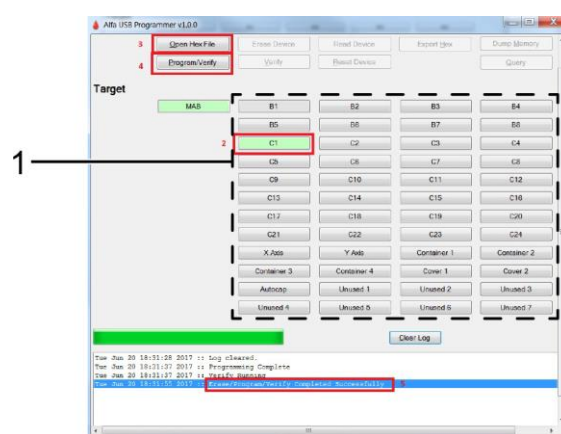 Alfa USB Programmer v1.0.0
3 Open Hex File Erase Device Read Device Export Hex Dump Memory
4 Program/Verify Verify Reset Device Query
Target
MAB B1 B2 B3 B4
B5 B6 B7 B8
2 C1 C2 C3 C4
1
C5 C6 C7 C8
C9 C10 C11 C12
C13 C14 C15 C16
C17 C18 C19 C20
C21 C22 C23 C24
X Axis Y Axis Container 1 Container 2
Container 3 Container 4 Cover 1 Cover 2
Autocap Unused 1 Unused 2 Unused 3
Unused 4 Unused 5 Unused 6 Unused 7
Clear Log
Tue Jun 20 18:31:28 2017 :: Log cleared.
Tue Jun 20 18:31:37 2017 :: Programming Complete
Tue Jun 20 18:31:37 2017 :: Verify Running
Tue Jun 20 18:31:55 2017 :: Erase/Program/Verify Completed Successfully 5